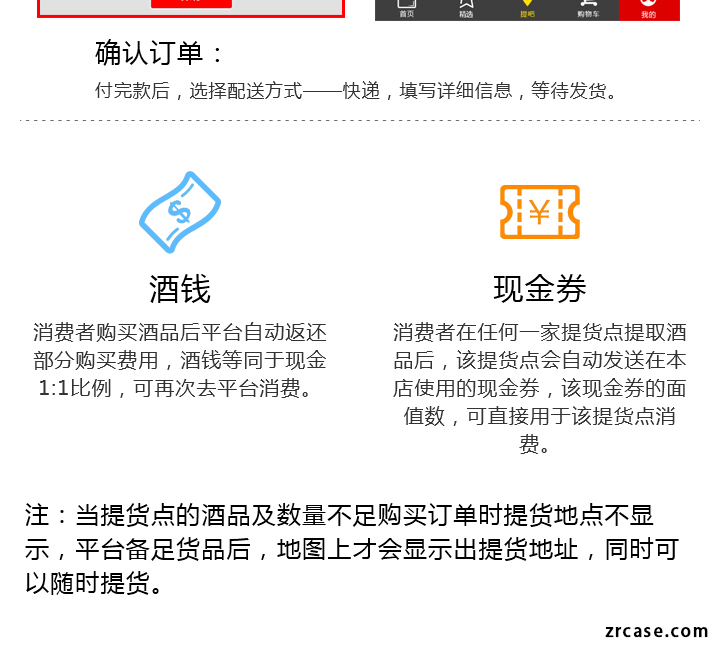 首页 精选 提吧 购物车 我的
确认订单：
付完款后，选择配送方式——快递，填写详细信息，等待发货。
酒钱
消费者购买酒品后平台自动返还
部分购买费用，酒钱等同于现金
1:1比例，可再次去平台消费。
现金券
消费者在任何一家提货点提取酒
品后，该提货点会自动发送在本
店使用的现金券，该现金券的面
值数，可直接用于该提货点消
费。
注：当提货点的酒品及数量不足购买订单时提货地点不显
示，平台备足货品后，地图上才会显示出提货地址，同时可
以随时提货。
zrcase.com